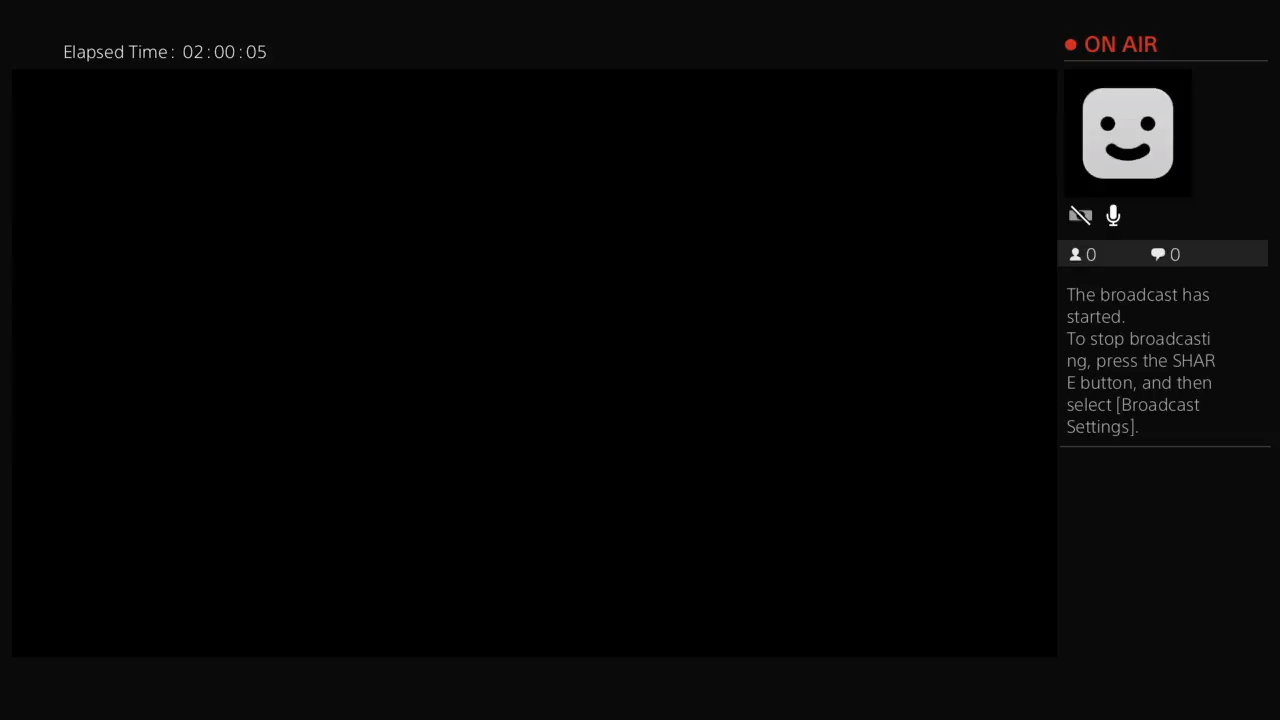 Elapsed Time: 02:00:05
ON AIR
0 0
The broadcast has
started.
To stop broadcasti
ng, press the SHAR
E button, and then
select [Broadcast
Settings].